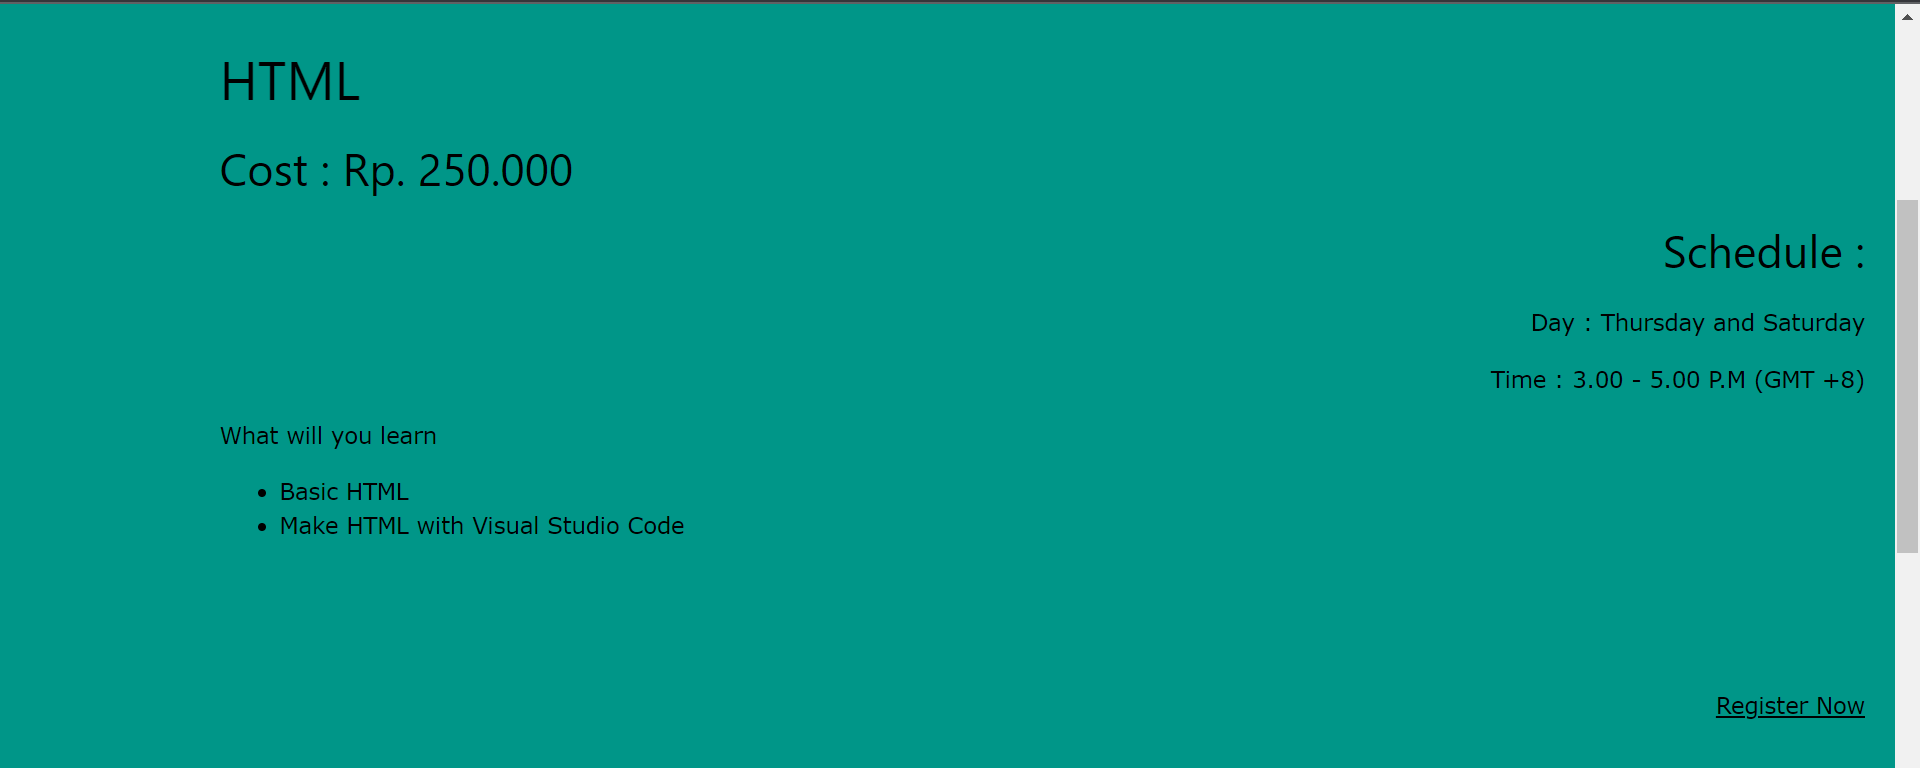 HTML
Cost : Rp. 250.000
Schedule :
Day : Thursday and Saturday
Time : 3.00 - 5.00 P.M (GMT +8)
What will you learn
Basic HTML
Make HTML with Visual Studio Code
Register Now